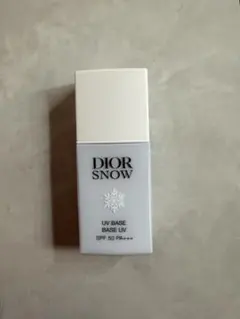 DIOR
SNOW
UV BASE
BASE UV
SPF 50 PA+++